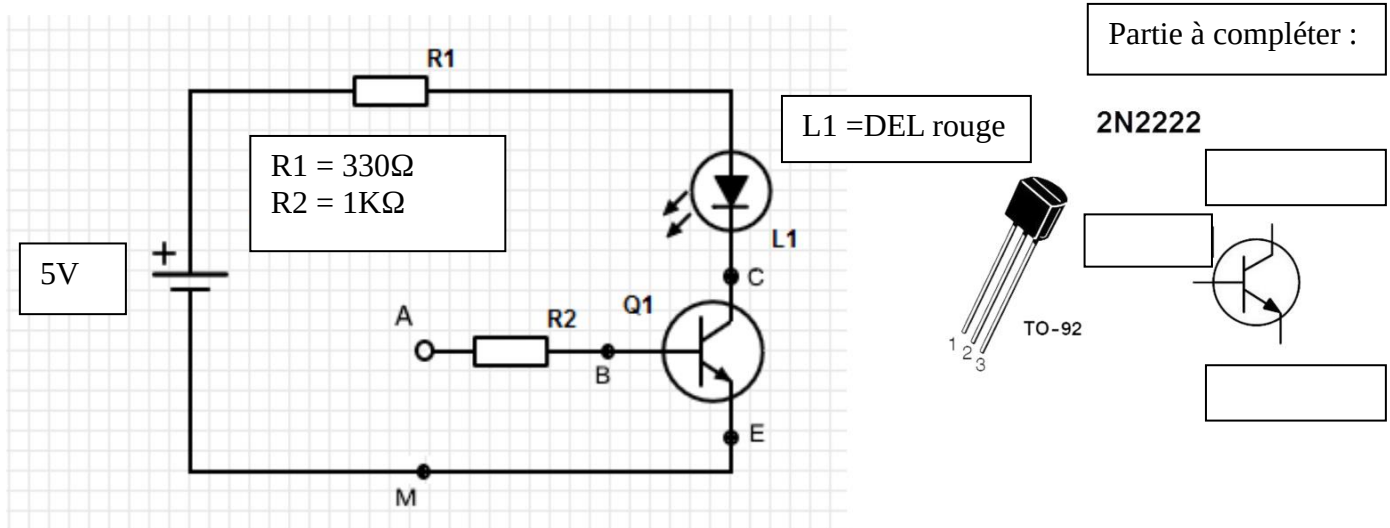 Partie à compléter :
R1
L1 =DEL rouge
2N2222
R1 = 330Ω
R2 = 1KΩ
L1
5V
+
C
A
R2
Q1
B
TO-92
1
2
3
E
M